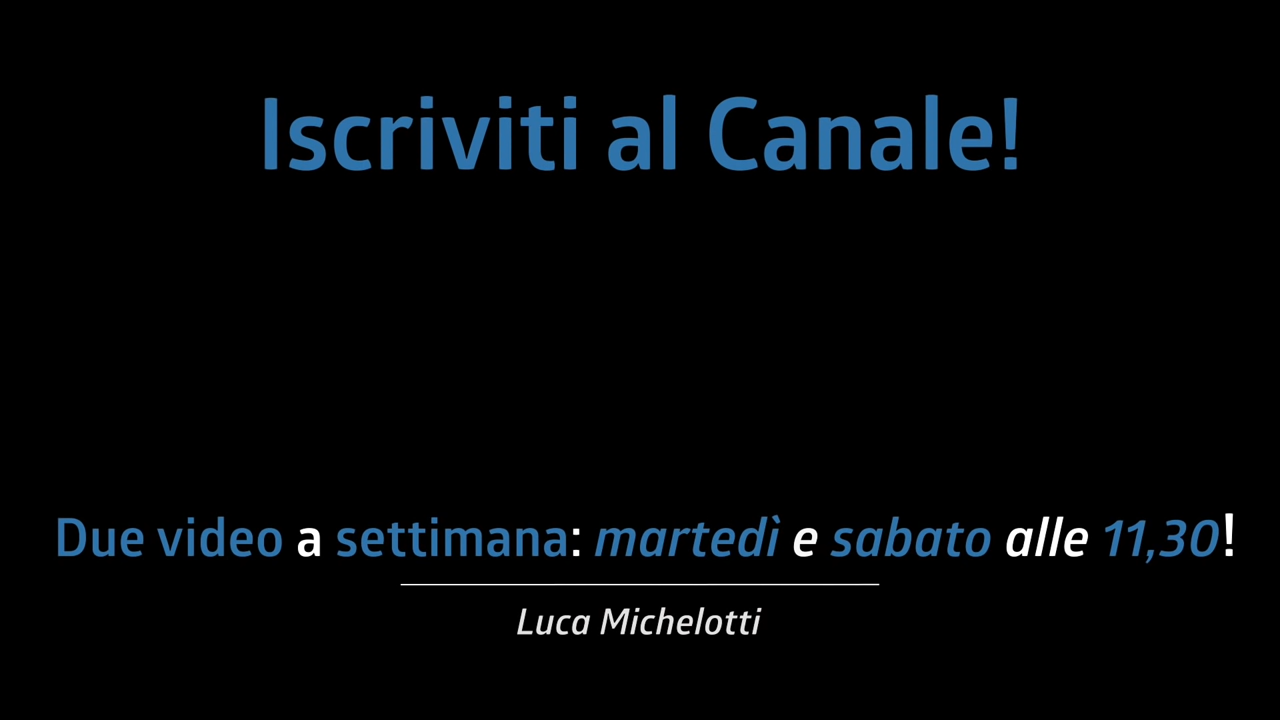 Iscriviti al Canale!
Due video a settimana: martedì e sabato alle 11,30!
Luca Michelotti